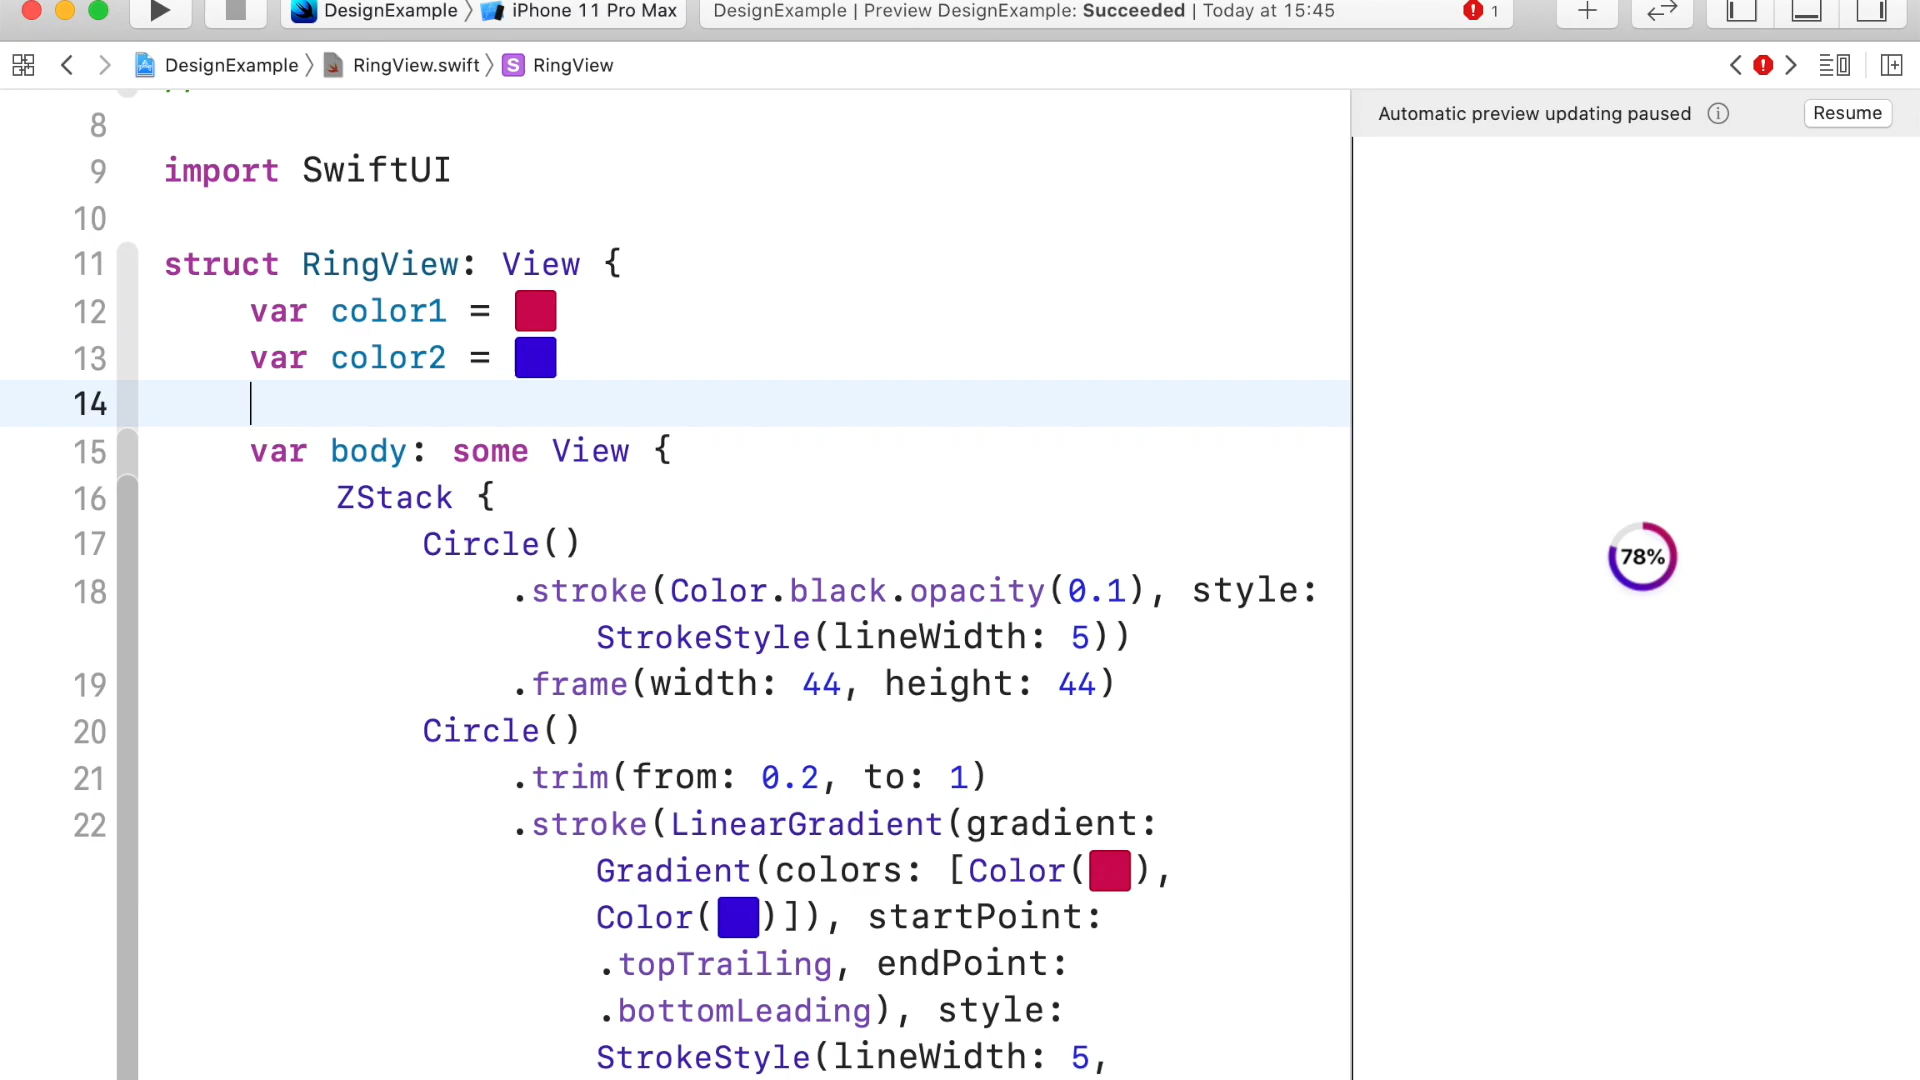 DesignExample 〉 iPhone 11 Pro Max
DesignExample | Preview DesignExample: Succeeded | Today at 15:45
1
DesignExample 〉 RingView.swift 〉 S RingView
Automatic preview updating paused
Resume
8
9 import SwiftUI
10
11 struct RingView: View {
12 var color1 =
13 var color2 =
14
15 var body: some View {
16 ZStack {
17 Circle()
18 .stroke(Color.black.opacity(0.1), style:
StrokeStyle(lineWidth: 5))
19 .frame(width: 44, height: 44)
20 Circle()
21 .trim(from: 0.2, to: 1)
22 .stroke(LinearGradient(gradient:
Gradient(colors: [Color( ),
Color( )]), startPoint:
.topTrailing, endPoint:
.bottomLeading), style:
StrokeStyle(lineWidth: 5,
78%